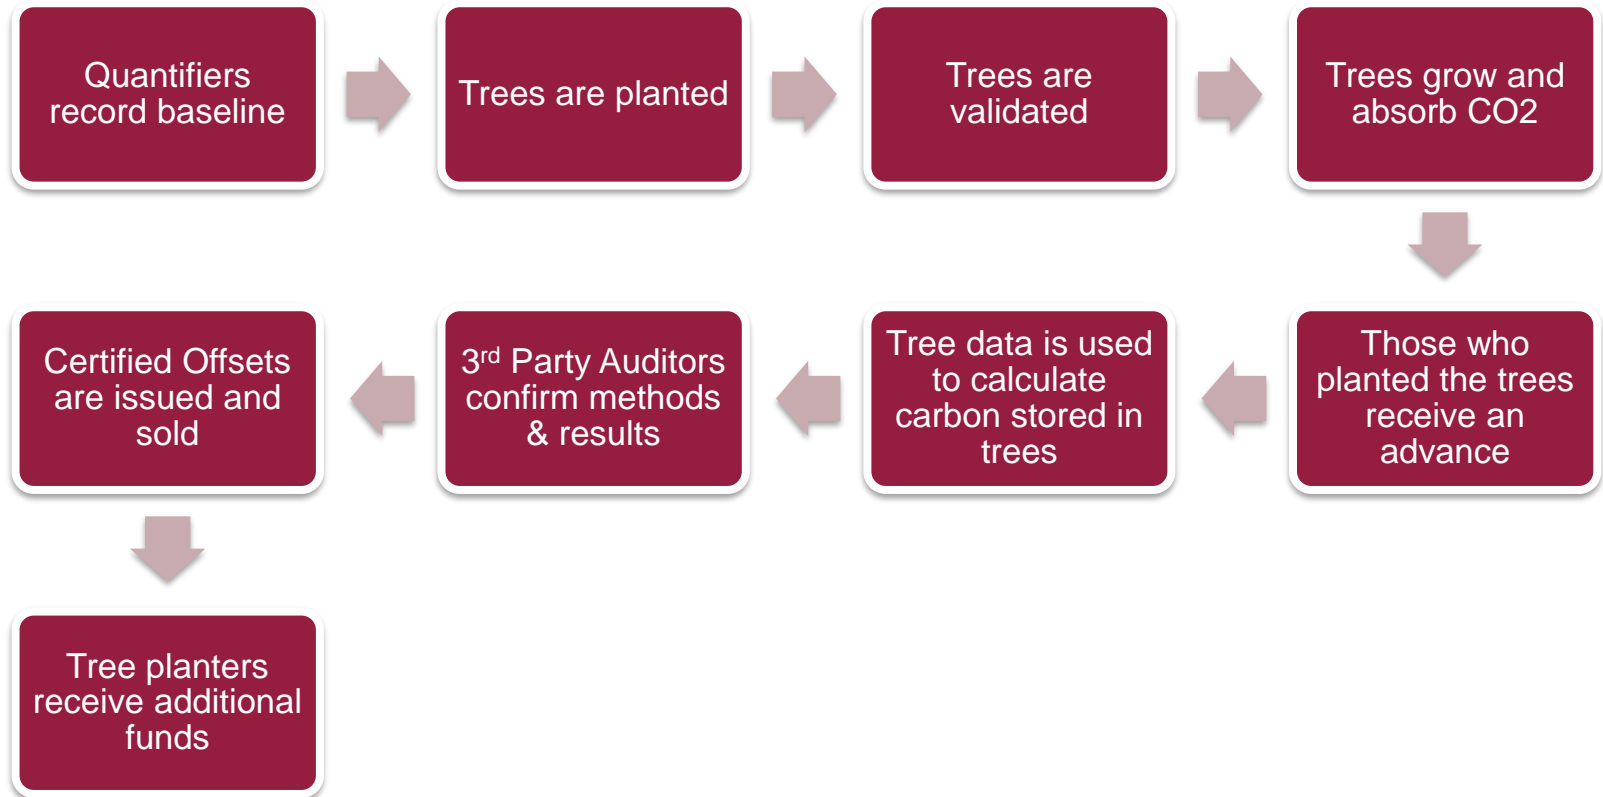 Quantifiers
record baseline
Trees are planted
Trees are
validated
Trees grow and
absorb CO2
Those who
planted the trees
receive an
advance
Tree data is used
to calculate
carbon stored in
trees
3rd Party Auditors
confirm methods
& results
Certified Offsets
are issued and
sold
Tree planters
receive additional
funds